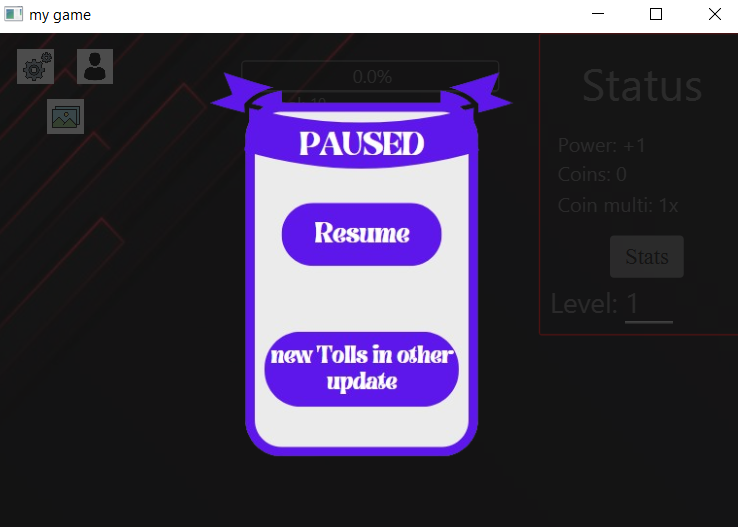 my game
0.0%
Status
PAUSED
Power: +1
Coins: 0
Coin multi: 1x
Resume
Stats
Level: 1
new Tolls in other
update